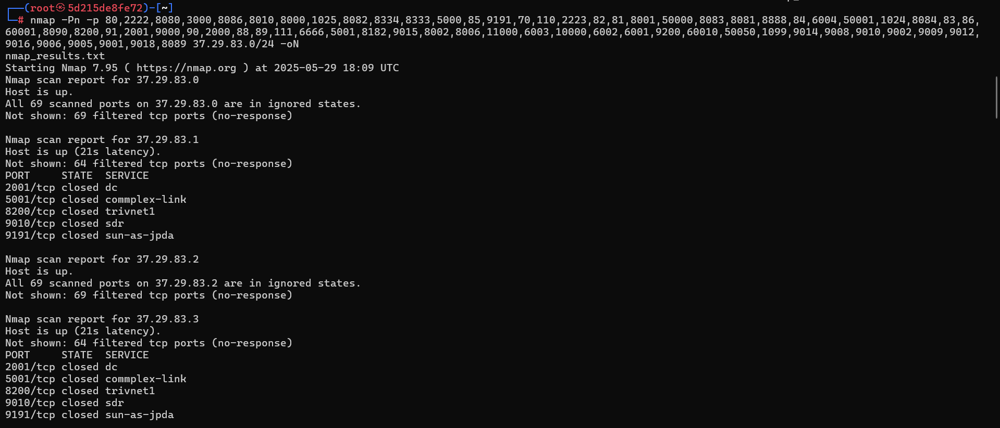 ┌──(root㉿5d215de8fe72)-[~]
└─# nmap -Pn -p 80,2222,8080,3000,8086,8010,8000,1025,8082,8334,8333,5000,85,9191,70,110,2223,82,81,8001,50000,8083,8081,8888,84,6004,50001,1024,8084,83,86,
60001,8090,8200,91,2001,9000,90,2000,88,89,111,6666,5001,8182,9015,8002,8006,11000,6003,10000,6002,6001,9200,60010,50050,1099,9014,9008,9010,9002,9009,9012,
9016,9006,9005,9001,9018,8089 37.29.83.0/24 -oN
nmap_results.txt
Starting Nmap 7.95 ( https://nmap.org ) at 2025-05-29 18:09 UTC
Nmap scan report for 37.29.83.0
Host is up.
All 69 scanned ports on 37.29.83.0 are in ignored states.
Not shown: 69 filtered tcp ports (no-response)

Nmap scan report for 37.29.83.1
Host is up (21s latency).
Not shown: 64 filtered tcp ports (no-response)
PORT     STATE  SERVICE
2001/tcp closed dc
5001/tcp closed commplex-link
8200/tcp closed trivnet1
9010/tcp closed sdr
9191/tcp closed sun-as-jpda

Nmap scan report for 37.29.83.2
Host is up.
All 69 scanned ports on 37.29.83.2 are in ignored states.
Not shown: 69 filtered tcp ports (no-response)

Nmap scan report for 37.29.83.3
Host is up (21s latency).
Not shown: 64 filtered tcp ports (no-response)
PORT     STATE  SERVICE
2001/tcp closed dc
5001/tcp closed commplex-link
8200/tcp closed trivnet1
9010/tcp closed sdr
9191/tcp closed sun-as-jpda